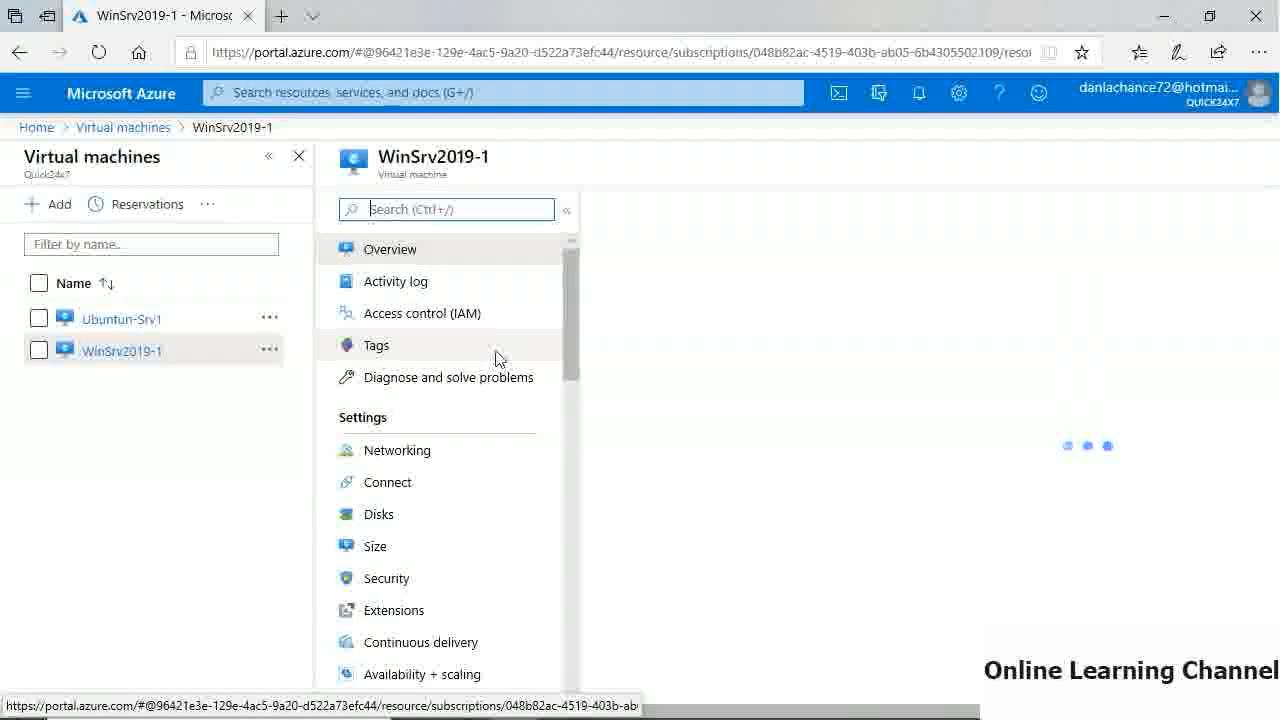 WinSrv2019-1 - Microsc
https://portal.azure.com/#@96421e3e-129e-4ac5-9a20-d522a73efc44/resource/subscriptions/048b82ac-4519-403b-ab05-6b4305502109/resou
Microsoft Azure
Search resources, services, and docs (G+/)
danlachance72@hotmai...
QUICK24X7
Home > Virtual machines > WinSrv2019-1
Virtual machines
Quick24x7
Add
Reservations
Filter by name...
Name
Ubuntun-Srv1
WinSrv2019-1
WinSrv2019-1
Virtual machine
Search (Ctrl+/)
Overview
Activity log
Access control (IAM)
Tags
Diagnose and solve problems
Settings
Networking
Connect
Disks
Size
Security
Extensions
Continuous delivery
Availability + scaling
Online Learning Channel
https://portal.azure.com/#@96421e3e-129e-4ac5-9a20-d522a73efc44/resource/subscriptions/048b82ac-4519-403b-ab